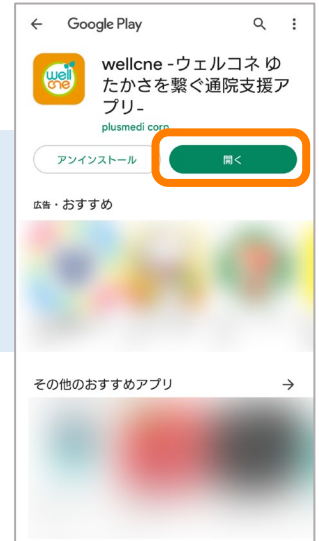 Google Play
well
cne
wellcne -ウェルコネ ゆ
たかさを繋ぐ通院支援ア
プリ-
plusmedi corp
アンインストール
開く
広告・おすすめ
その他のおすすめアプリ